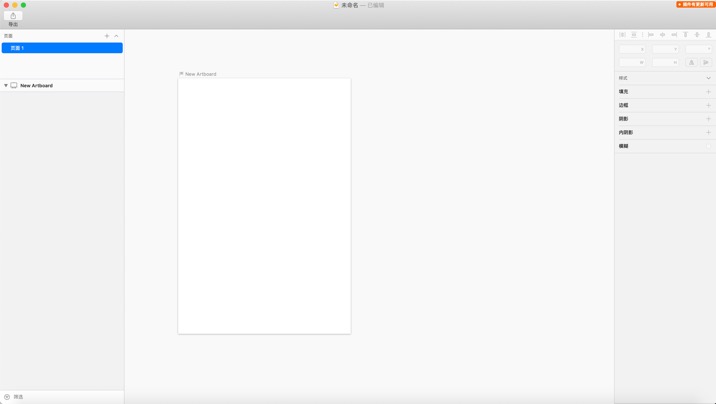 未命名 — 已编辑
插件有更新可用
导出
页面
页面 1
New Artboard
New Artboard
样式
填充
边框
阴影
内阴影
模糊
筛选